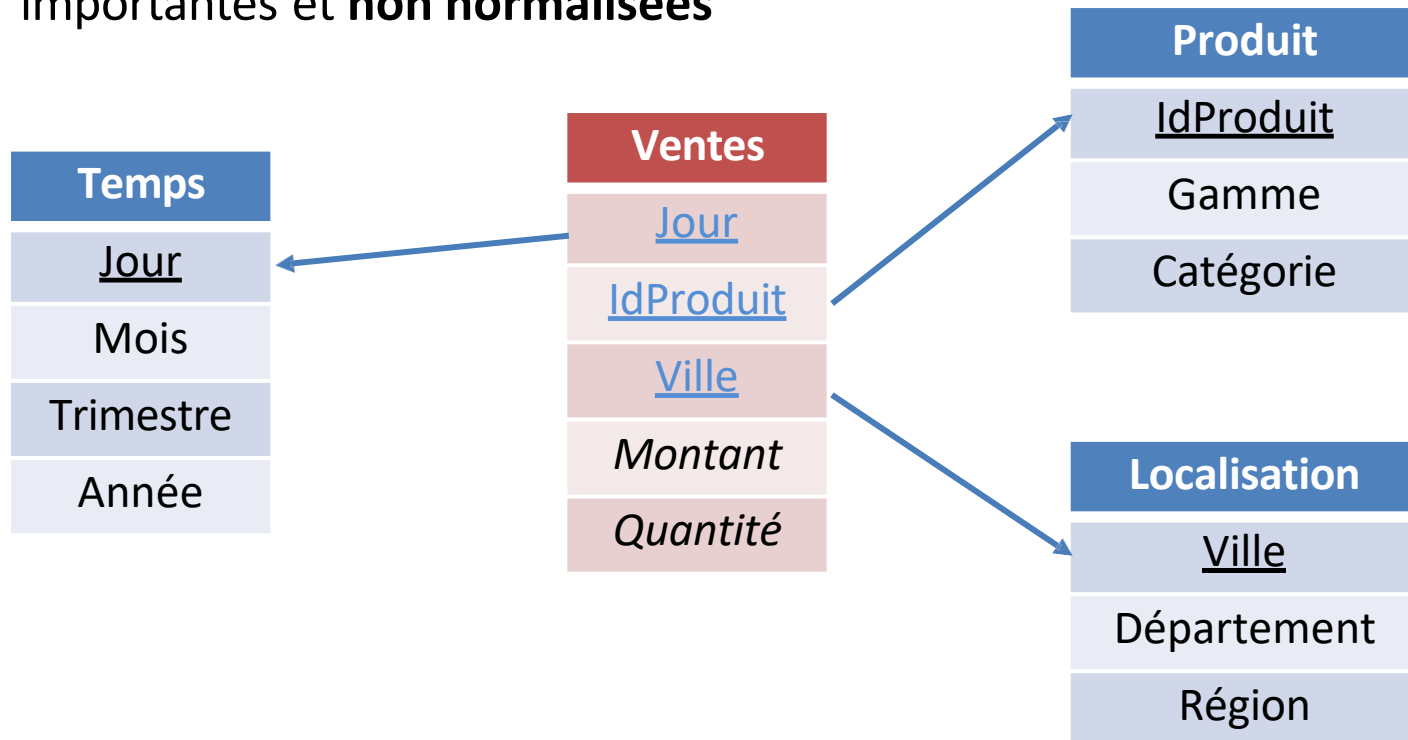 importantes et non normalisées
Temps
Jour
Mois
Trimestre
Année
Ventes
Jour
IdProduit
Ville
Montant
Quantité
Produit
IdProduit
Gamme
Catégorie
Localisation
Ville
Département
Région